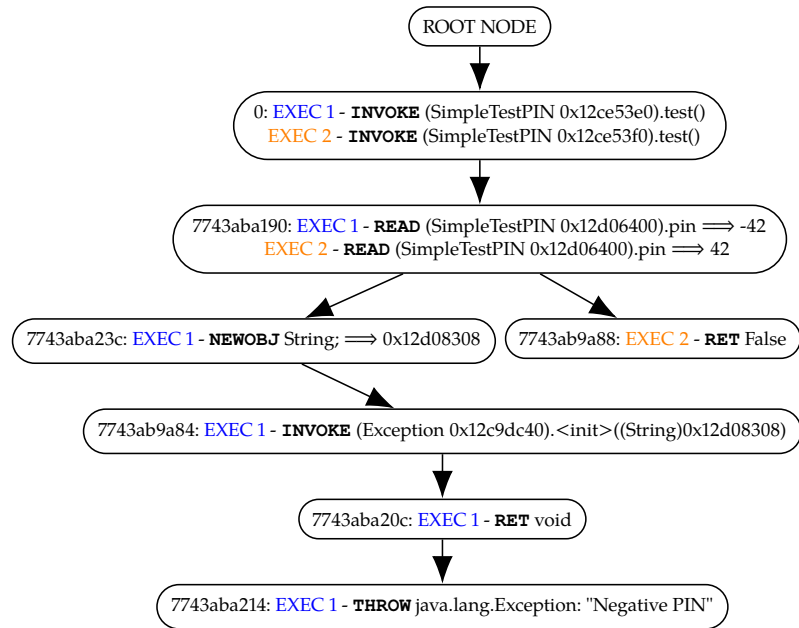 ROOT NODE
0: EXEC 1 - INVOKE (SimpleTestPIN 0x12ce53e0).test()
EXEC 2 - INVOKE (SimpleTestPIN 0x12ce53f0).test()
7743aba190: EXEC 1 - READ (SimpleTestPIN 0x12d06400).pin ⟹ -42
EXEC 2 - READ (SimpleTestPIN 0x12d06400).pin ⟹ 42
7743aba23c: EXEC 1 - NEWOBJ String; ⟹ 0x12d08308
7743ab9a88: EXEC 2 - RET False
7743ab9a84: EXEC 1 - INVOKE (Exception 0x12c9dc40).<init>((String)0x12d08308)
7743aba20c: EXEC 1 - RET void
7743aba214: EXEC 1 - THROW java.lang.Exception: "Negative PIN"